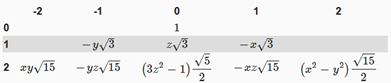 -2 -1 0 1 2
0 1
1 −y√3 z√3 −x√3
2 xy√15 −yz√15 (3z² − 1)√5/2 −xz√15 (x² − y²)√15/2